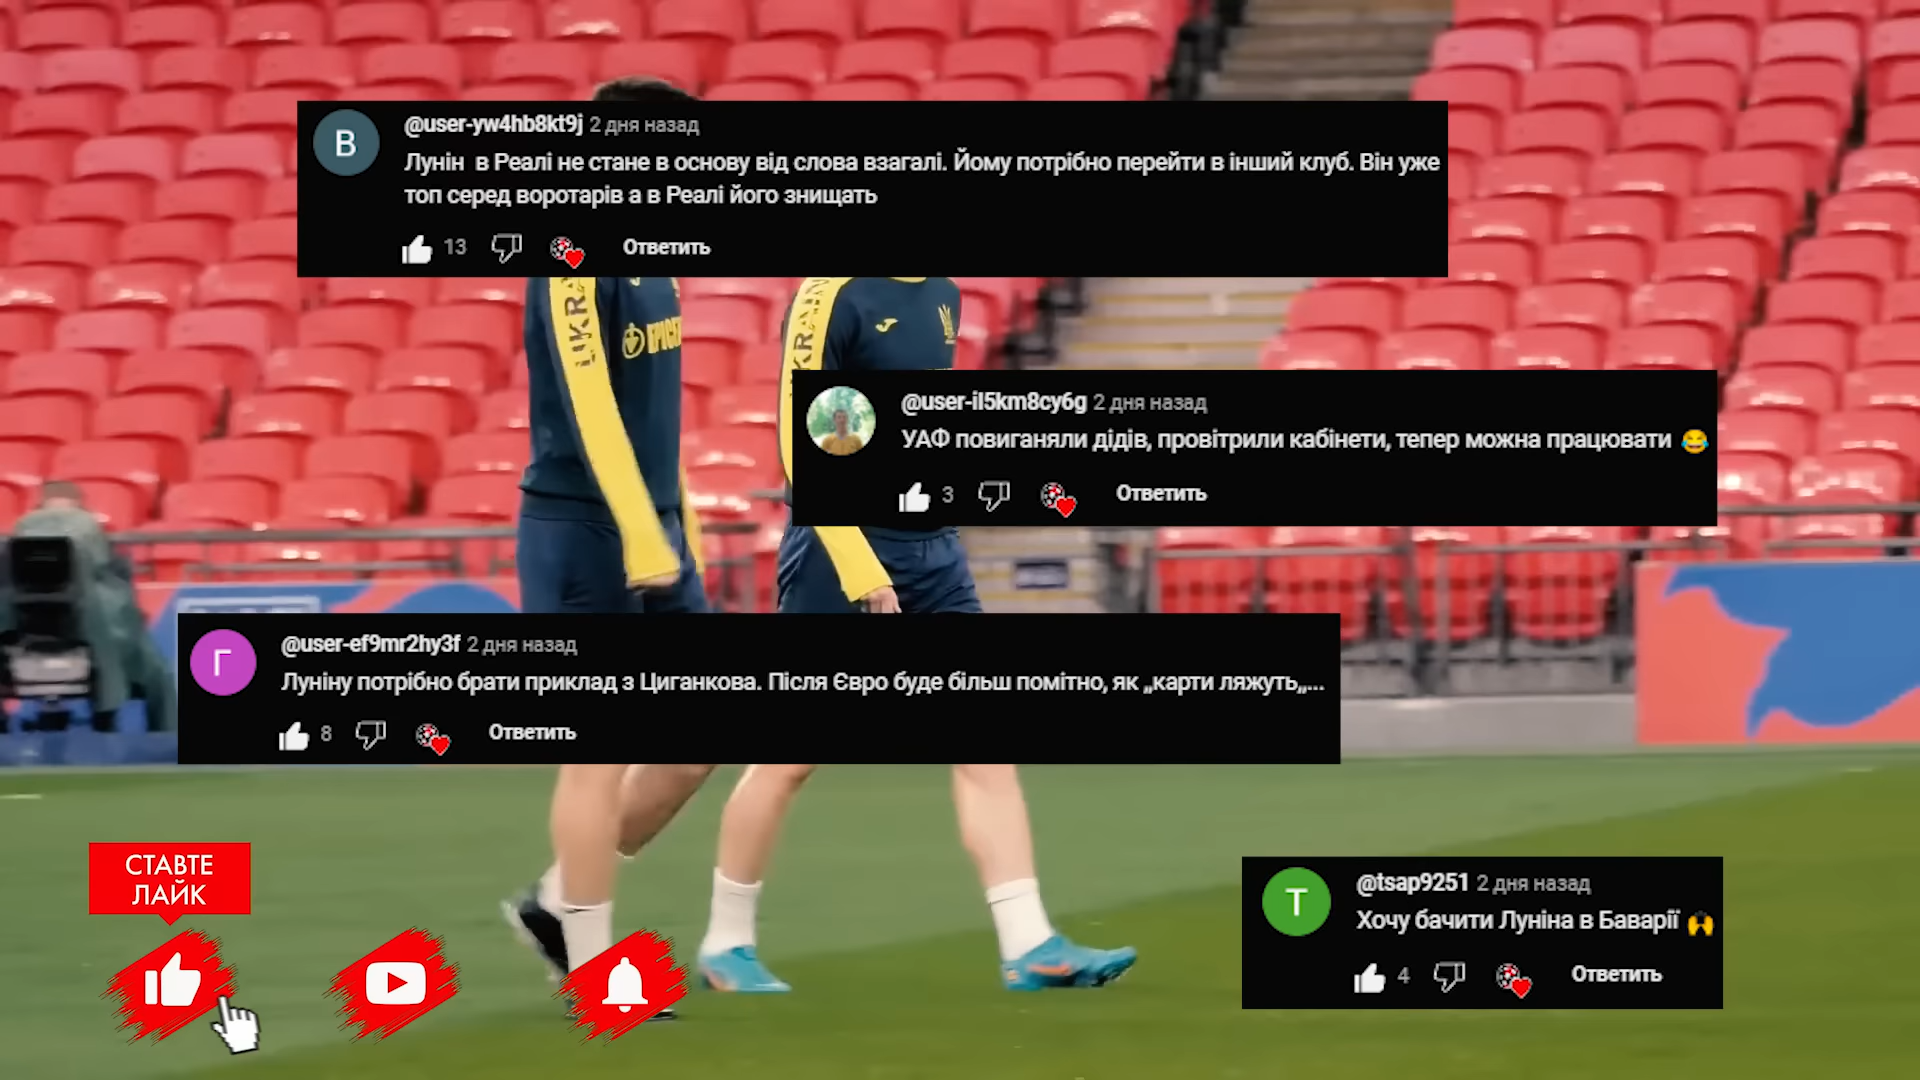 В
@user-yw4hb8kt9j 2 дня назад
Лунін в Реалі не стане в основу від слова взагалі. Йому потрібно перейти в інший клуб. Він уже
топ серед воротарів а в Реалі його знищать
13 Ответить
UKRA
UKRAIN
@user-il5km8cy6g 2 дня назад
УАФ повиганяли дідів, провітрили кабінети, тепер можна працювати 😂
3 Ответить
Г
@user-ef9mr2hy3f 2 дня назад
Луніну потрібно брати приклад з Циганкова. Після Євро буде більш помітно, як „карти ляжуть„...
8 Ответить
СТАВТЕ
ЛАЙК
Т
@tsap9251 2 дня назад
Хочу бачити Луніна в Баварії 🙌
4 Ответить